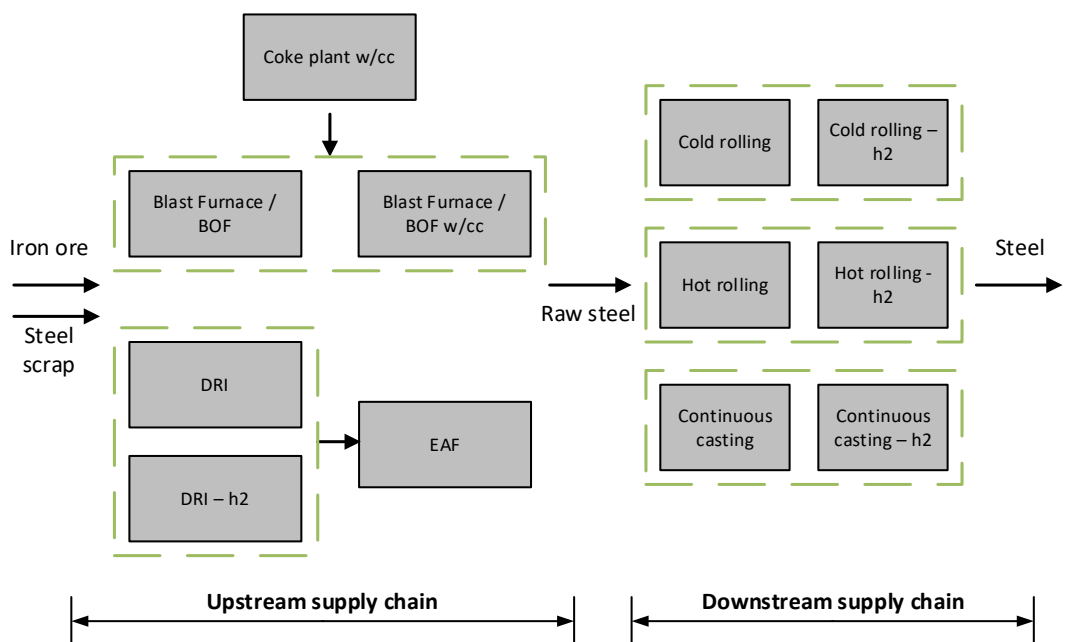 Coke plant w/cc
Cold rolling
Cold rolling –
h2
Blast Furnace /
BOF
Blast Furnace /
BOF w/cc
Iron ore
Steel
scrap
Raw steel
Hot rolling
Hot rolling -
h2
Steel
DRI
DRI – h2
EAF
Continuous
casting
Continuous
casting – h2
Upstream supply chain
Downstream supply chain